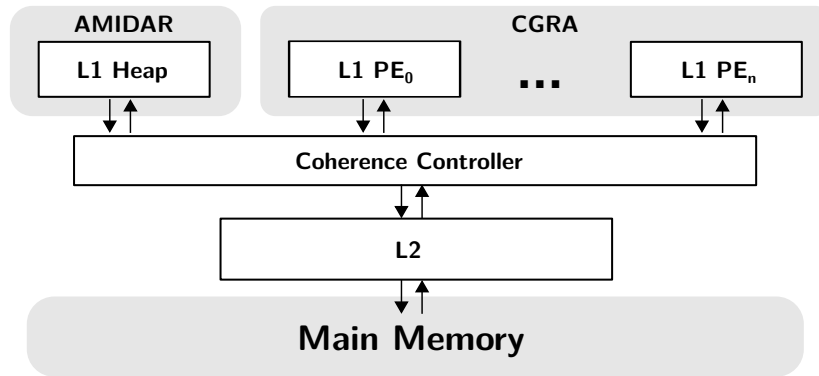 AMIDAR
CGRA
L1 Heap
L1 PE0
...
L1 PEn
Coherence Controller
L2
Main Memory